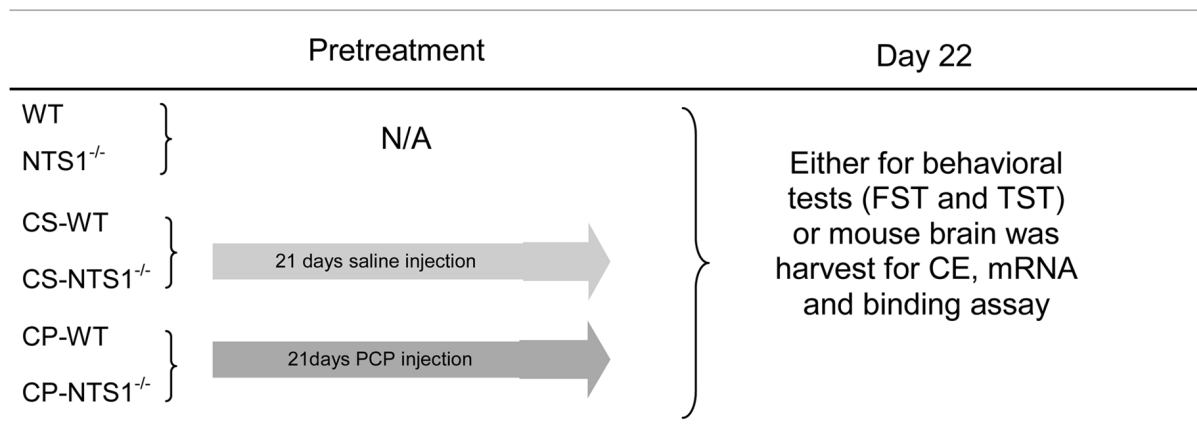 Pretreatment
Day 22
WT
NTS1-/-
N/A
CS-WT
CS-NTS1-/-
21 days saline injection
CP-WT
CP-NTS1-/-
21days PCP injection
Either for behavioral
tests (FST and TST)
or mouse brain was
harvest for CE, mRNA
and binding assay